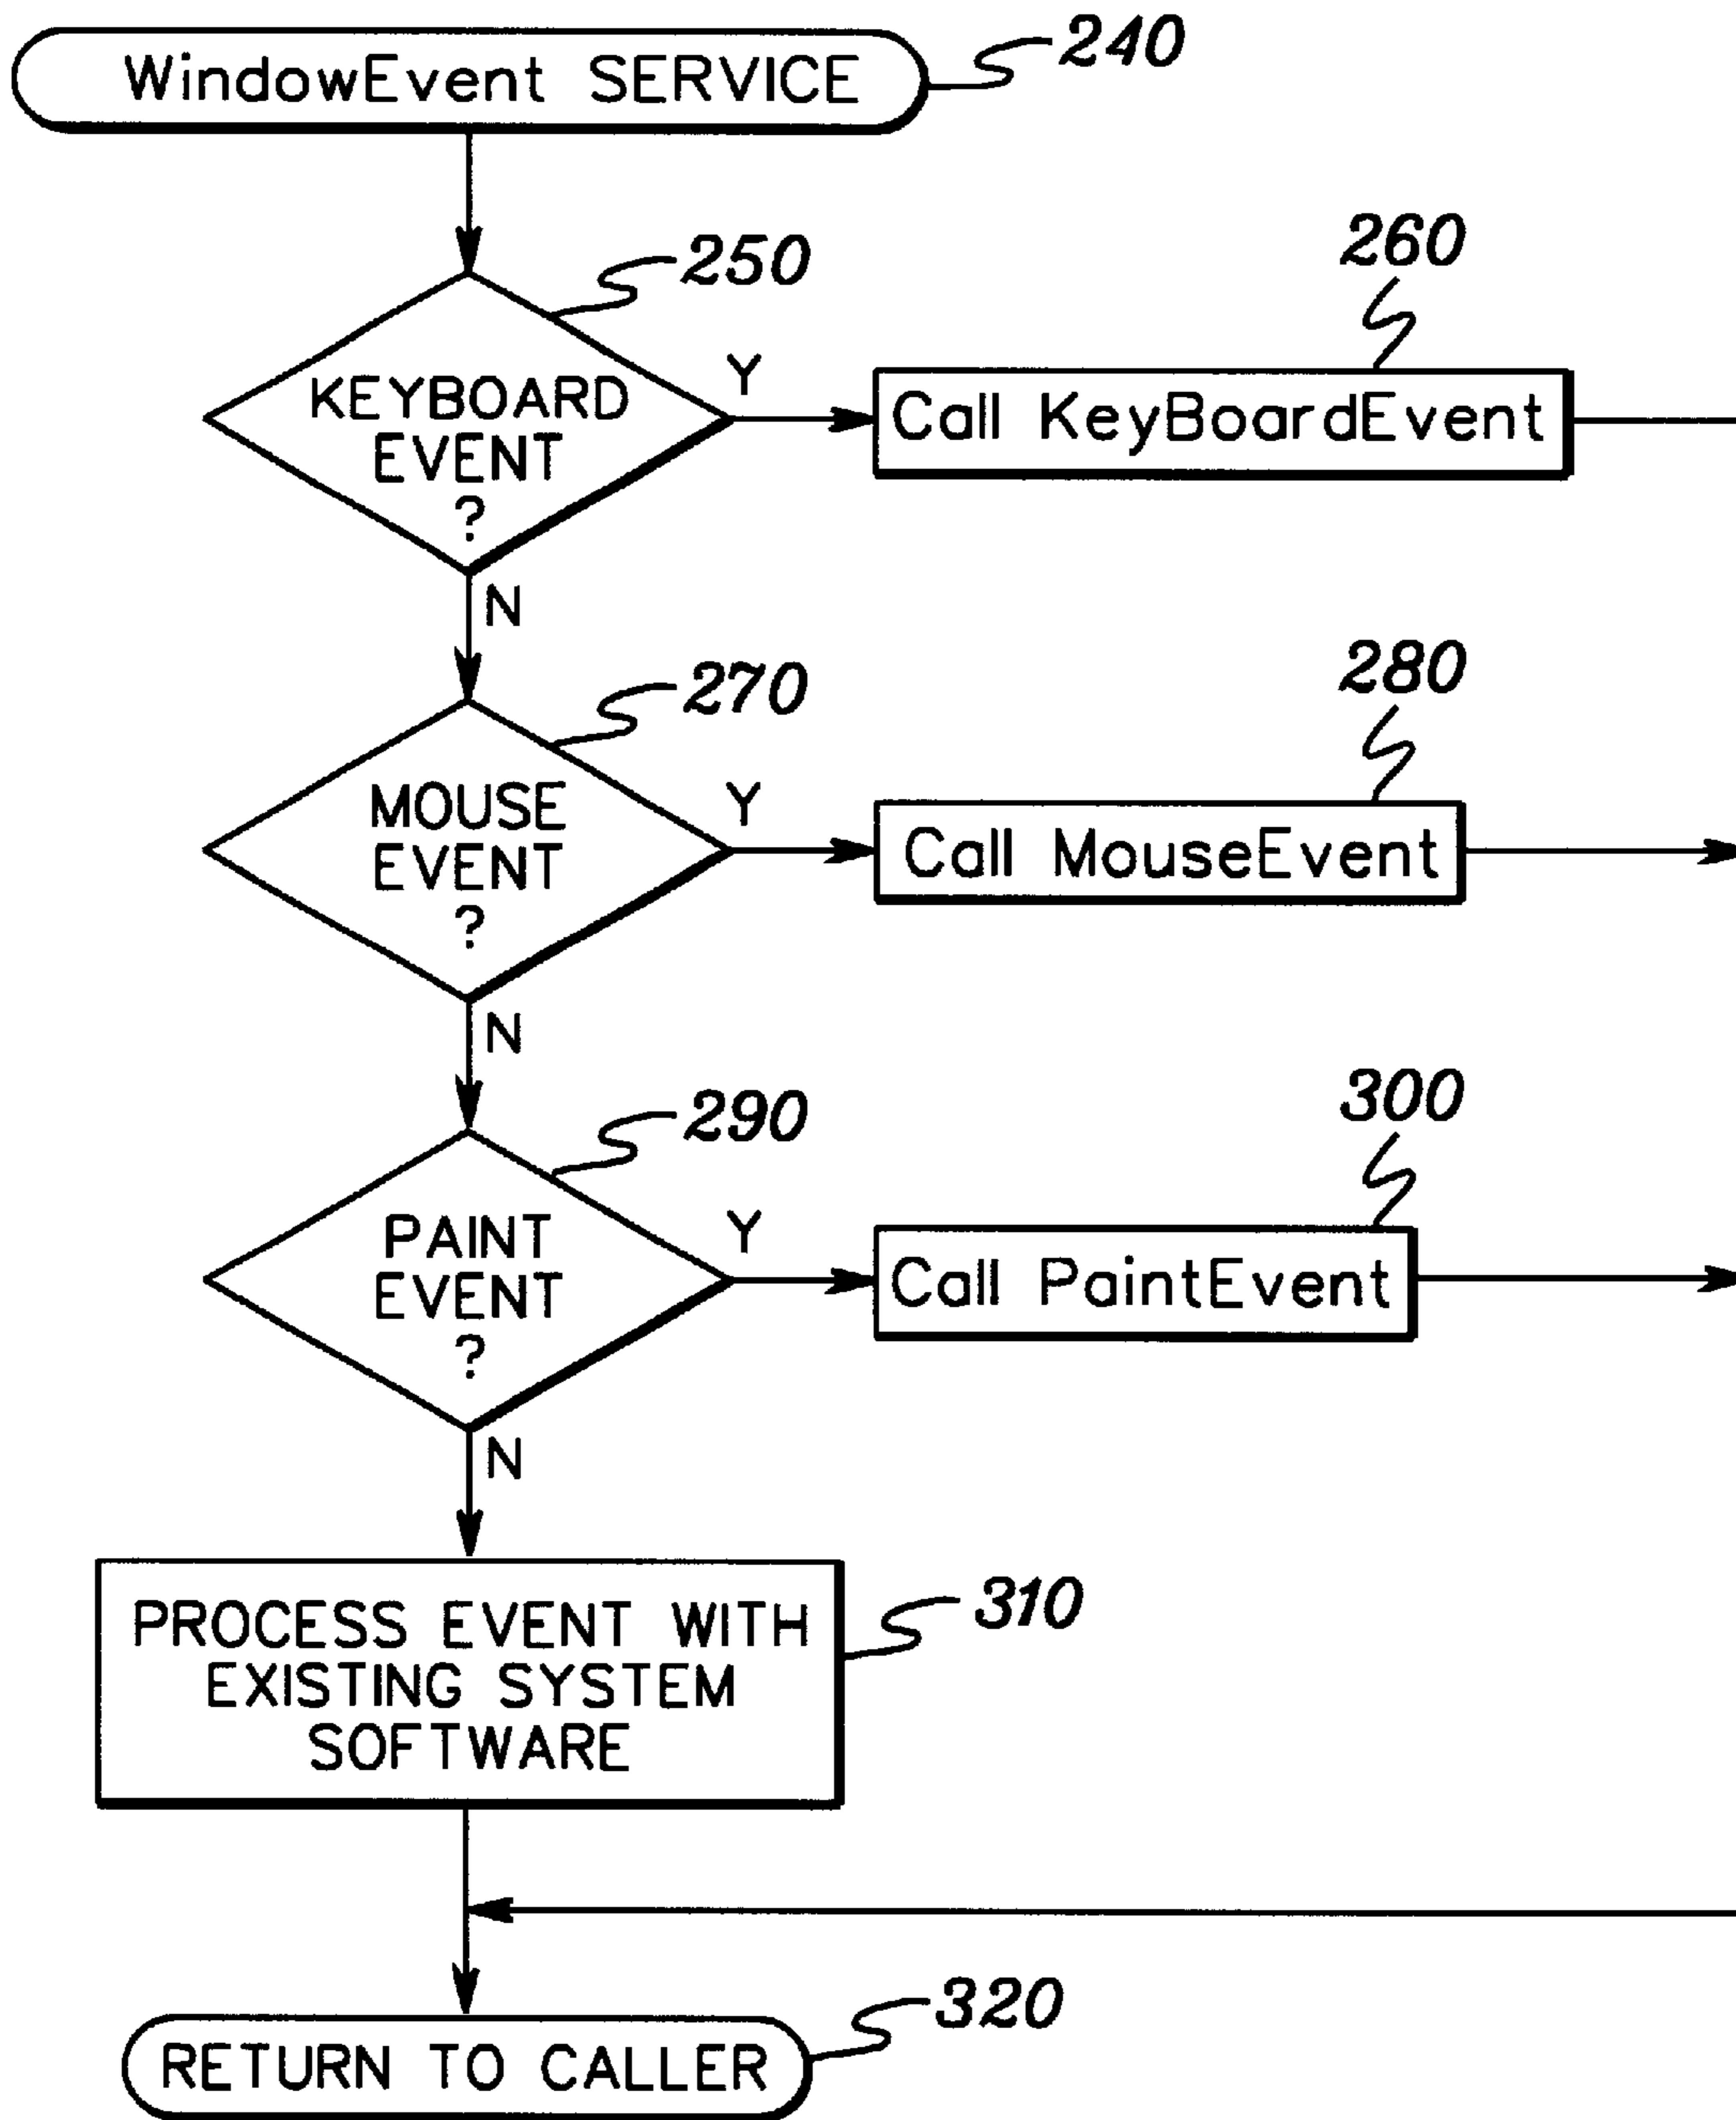 WindowEvent SERVICE
240
250
KEYBOARD
EVENT
?
Y
260
Call KeyBoardEvent
N
270
MOUSE
EVENT
?
Y
280
Call MouseEvent
N
290
PAINT
EVENT
?
Y
300
Call PaintEvent
N
PROCESS EVENT WITH
EXISTING SYSTEM
SOFTWARE
310
RETURN TO CALLER
320